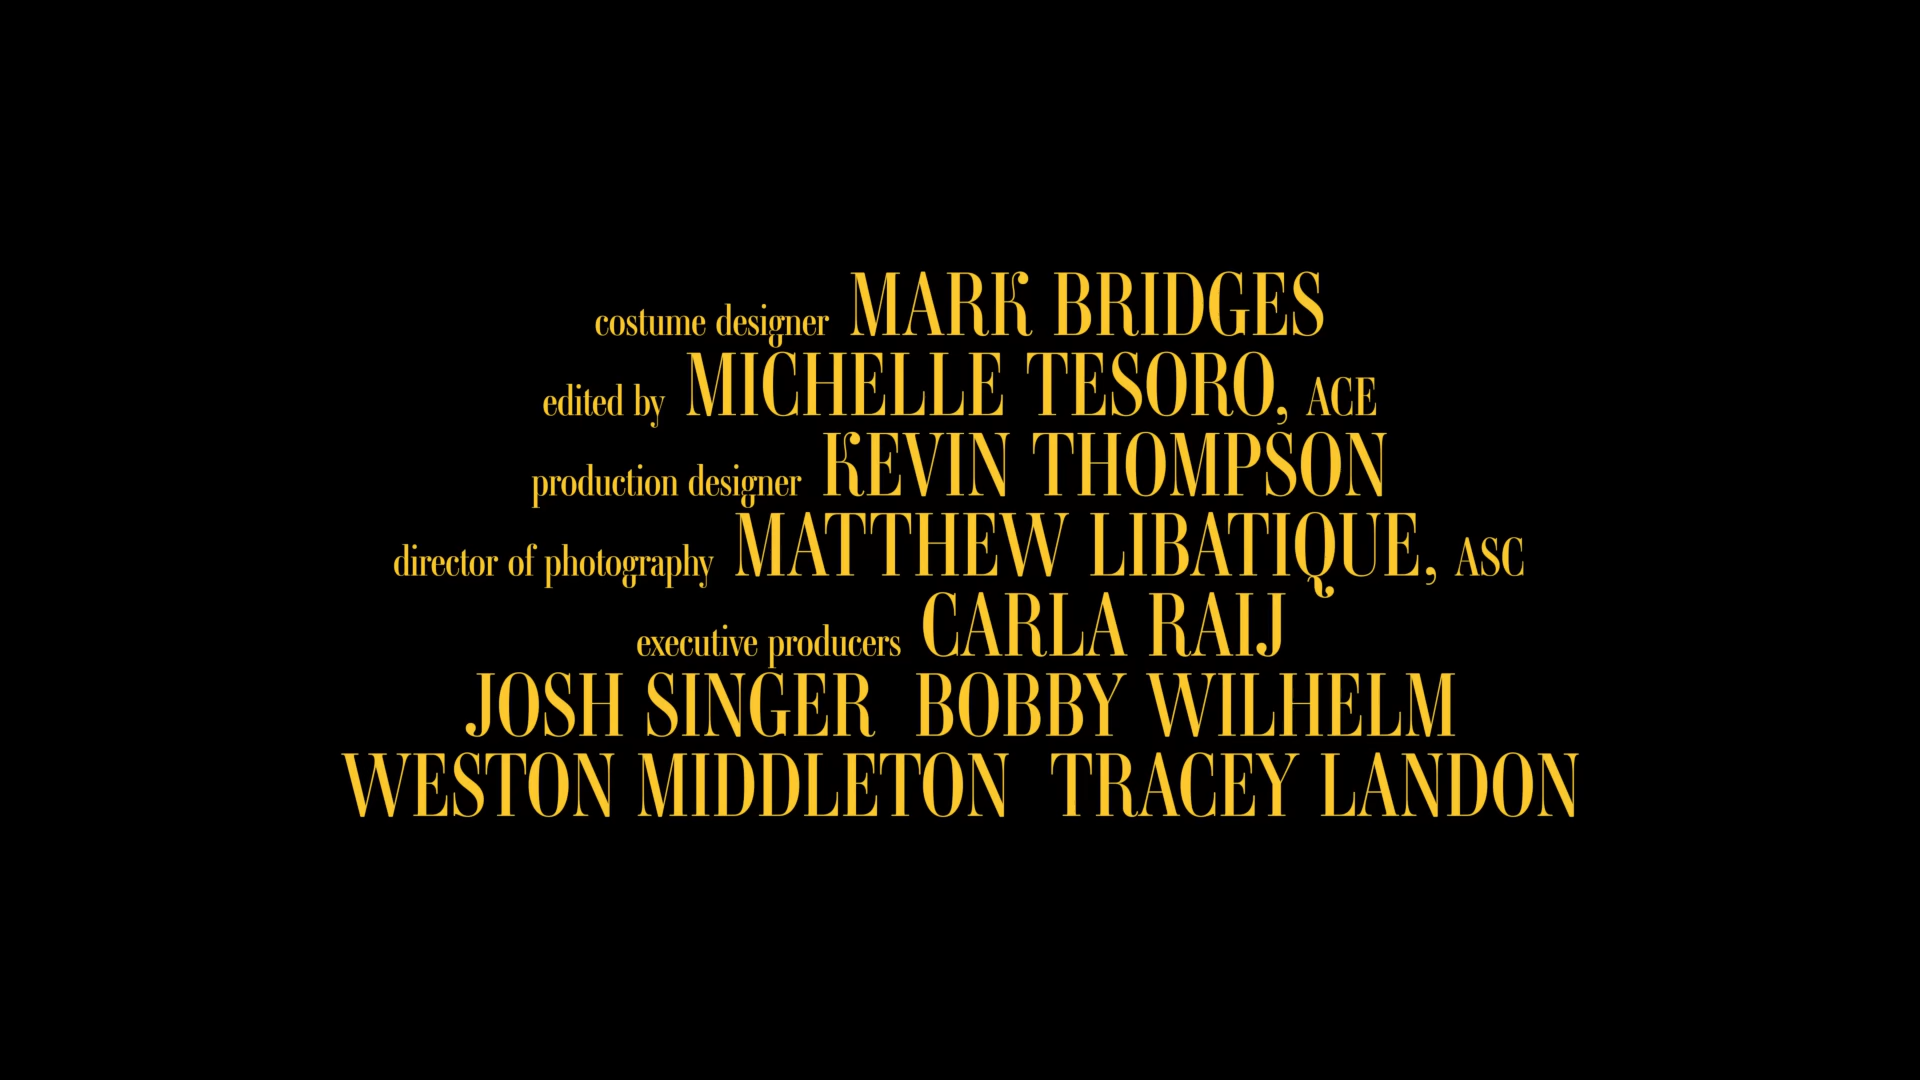 costume designer MARK BRIDGES
edited by MICHELLE TESORO, ACE
production designer KEVIN THOMPSON
director of photography MATTHEW LIBATIQUE, ASC
executive producers CARLA RAIJ
JOSH SINGER BOBBY WILHELM
WESTON MIDDLETON TRACEY LANDON